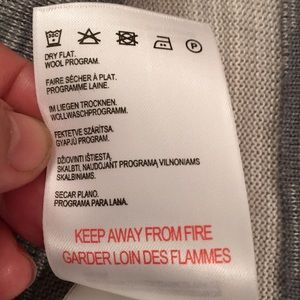 P
DRY FLAT.
WOOL PROGRAM.
FAIRE SÉCHER À PLAT.
PROGRAMME LAINE.
IM LIEGEN TROCKNEN.
WOLLWASCHPROGRAMM.
FEKTETVE SZÁRÍTSA
GYAPJÚ PROGRAM.
DŽIOVINTI IŠTIESTĄ.
SKALBTI, NAUDOJANT PROGRAMĄ VILNONIAMS
SKALBINIAMS.
SECAR PLANO.
PROGRAMA PARA LANA.
KEEP AWAY FROM FIRE
GARDER LOIN DES FLAMMES